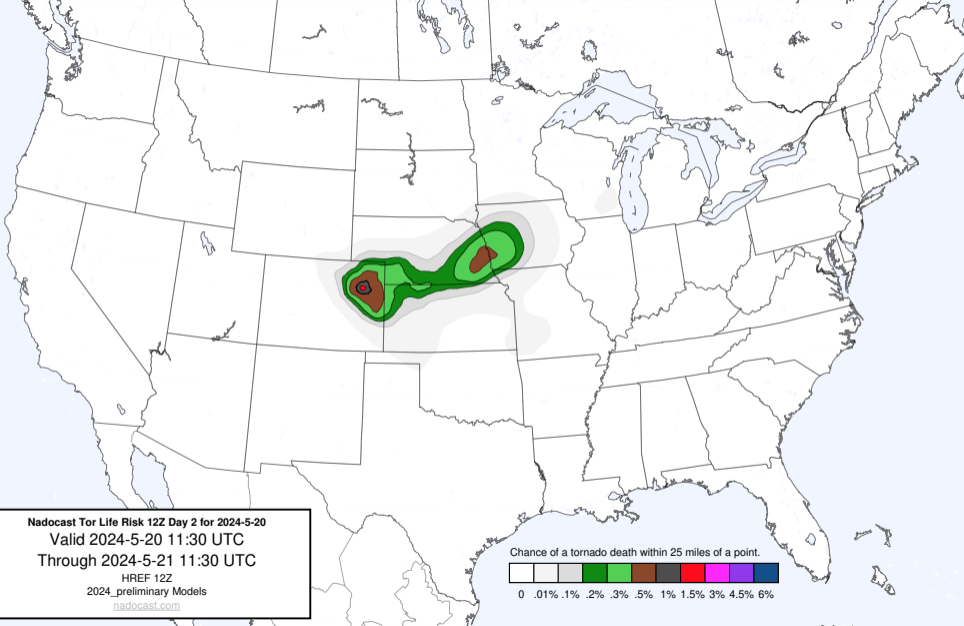 Nadocast Tor Life Risk 12Z Day 2 for 2024-5-20
Valid 2024-5-20 11:30 UTC
Through 2024-5-21 11:30 UTC
HREF 12Z
2024_preliminary Models
nadocast.com
Chance of a tornado death within 25 miles of a point.
0 .01% .1% .2% .3% .5% 1% 1.5% 3% 4.5% 6%